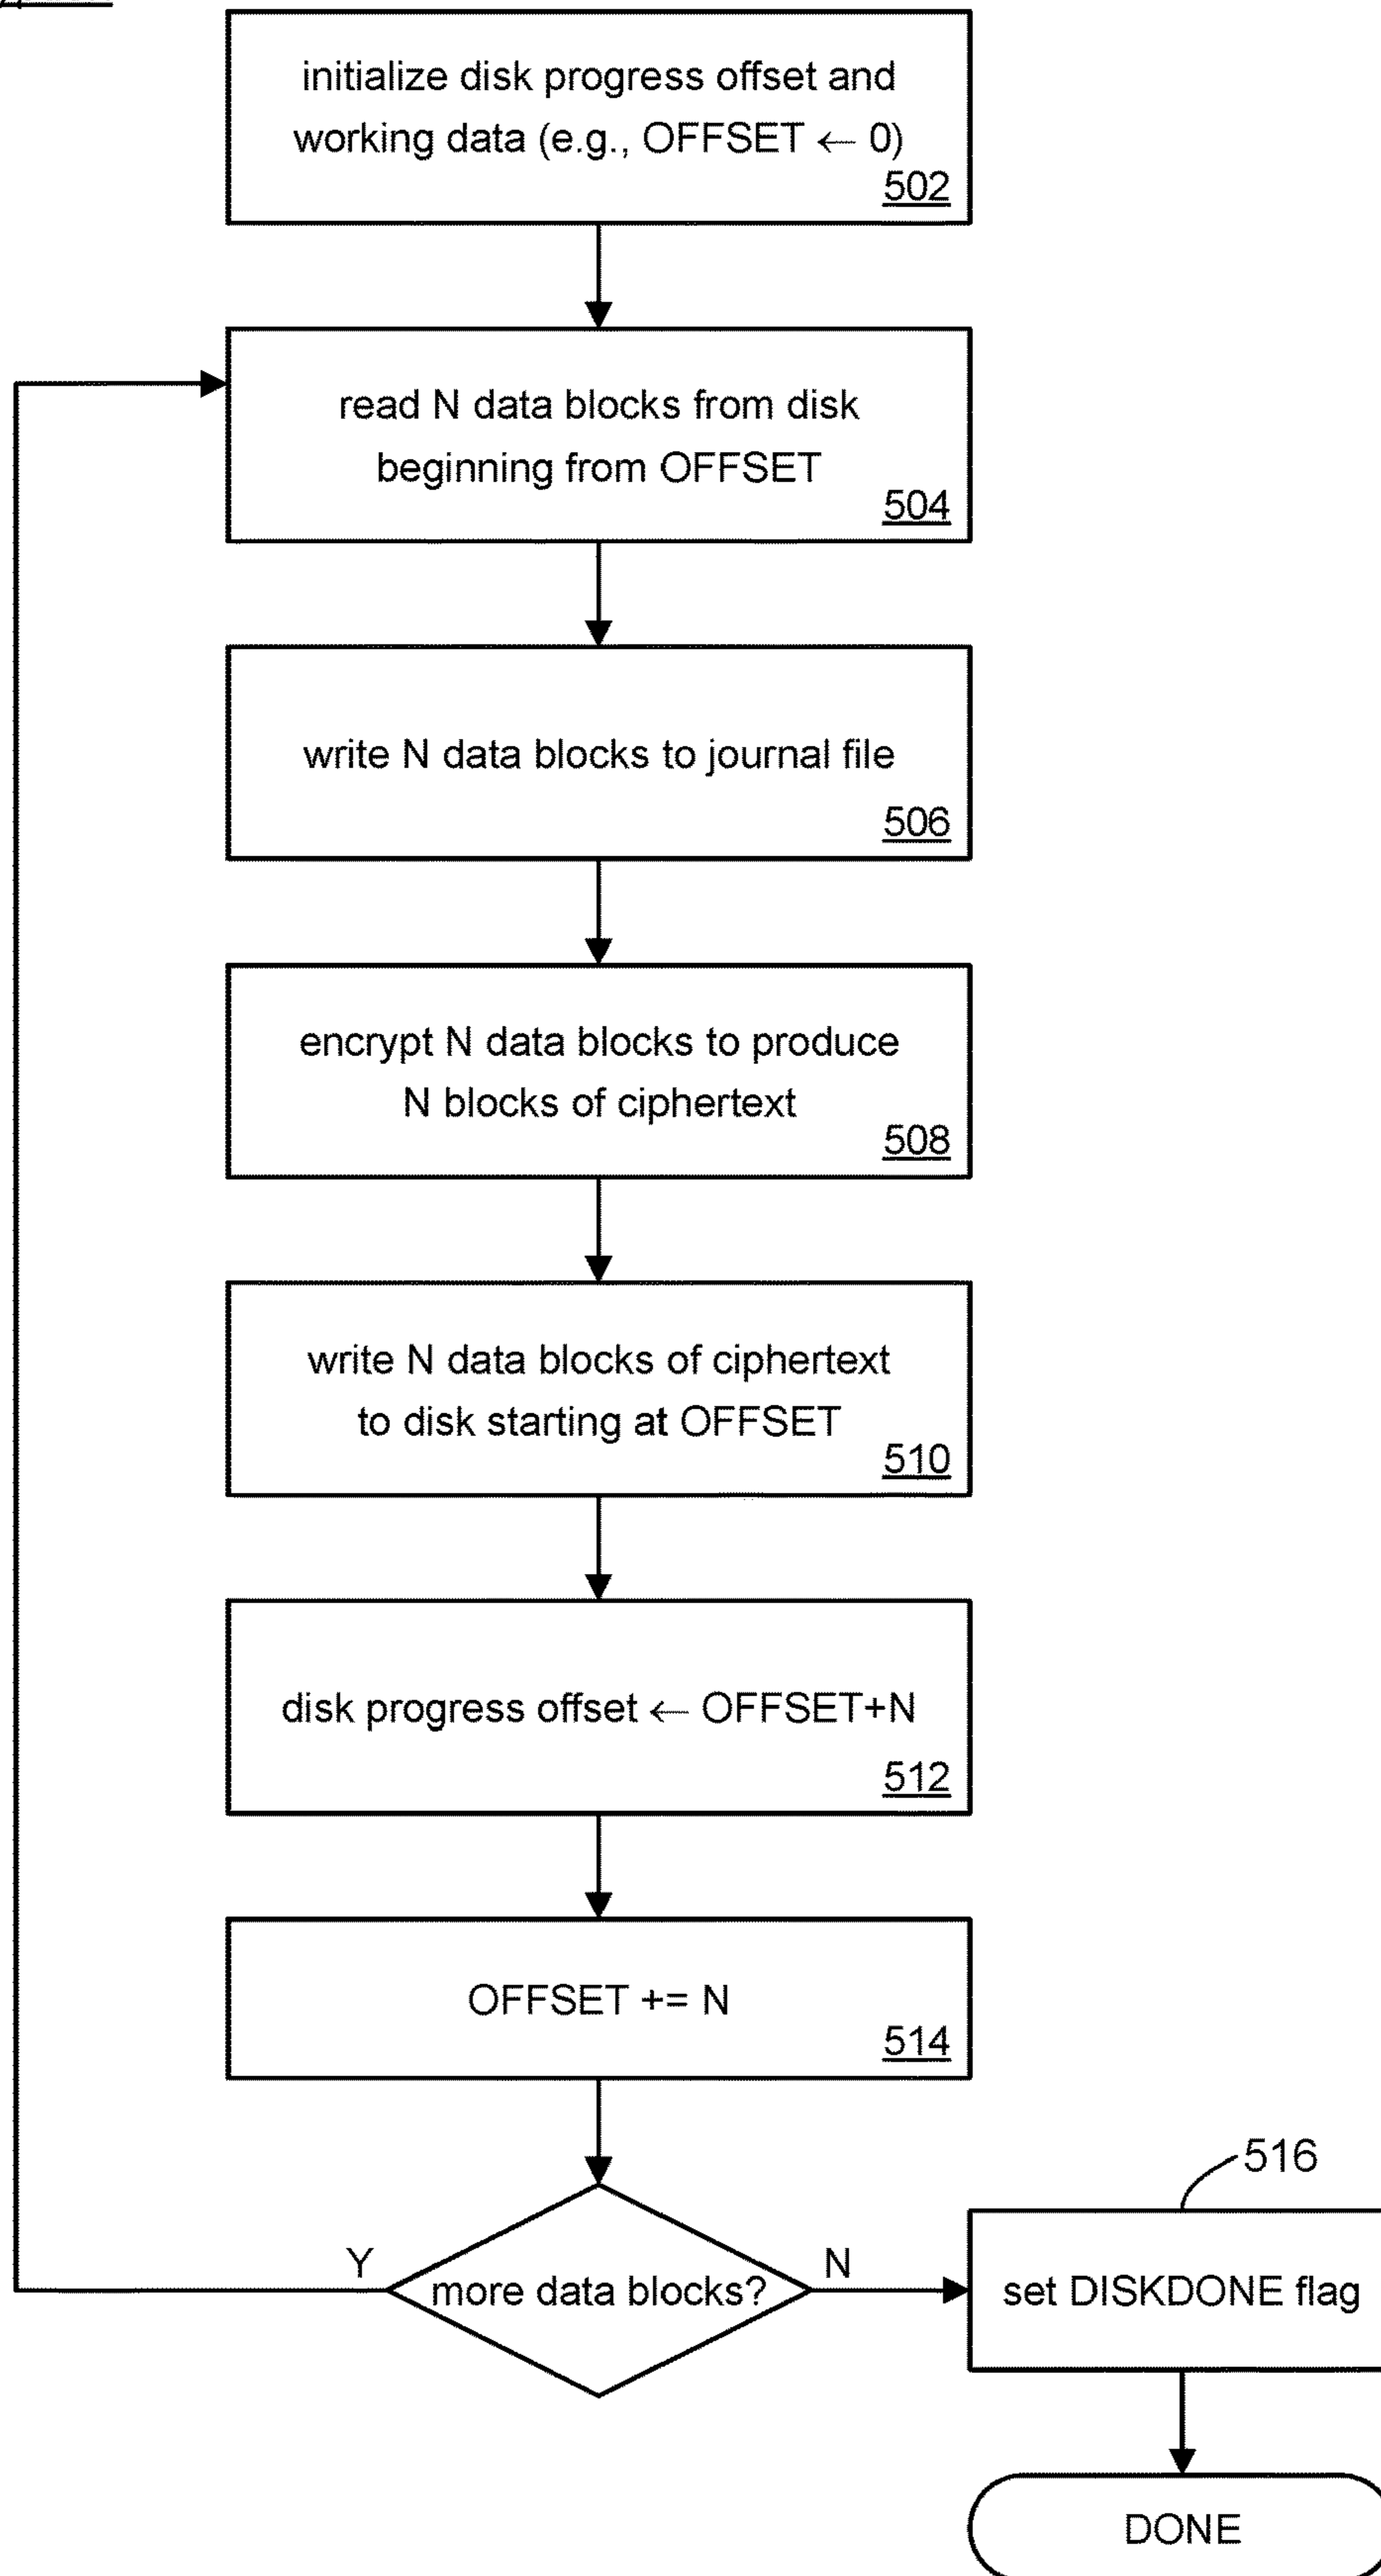 initialize disk progress offset and
working data (e.g., OFFSET ← 0)
502
read N data blocks from disk
beginning from OFFSET
504
write N data blocks to journal file
506
encrypt N data blocks to produce
N blocks of ciphertext
508
write N data blocks of ciphertext
to disk starting at OFFSET
510
disk progress offset ← OFFSET+N
512
OFFSET += N
514
516
Y
N
more data blocks?
set DISKDONE flag
DONE